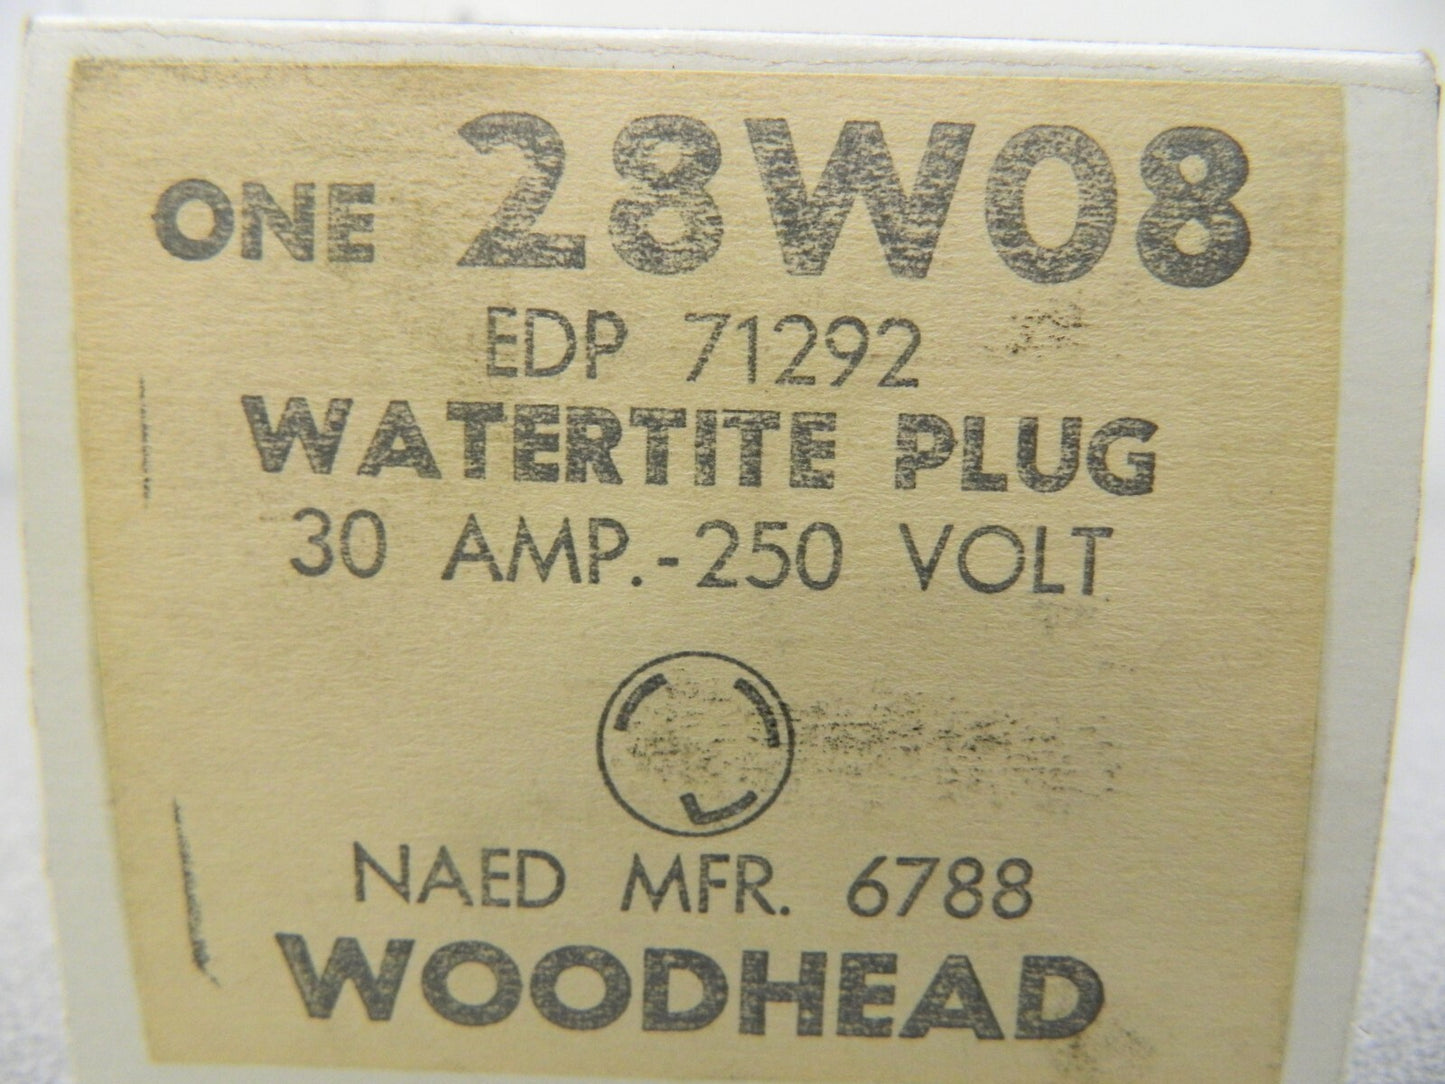 ONE 28W08
EDP 71292
WATERTITE PLUG
30 AMP.-250 VOLT
NAED MFR. 6788
WOODHEAD